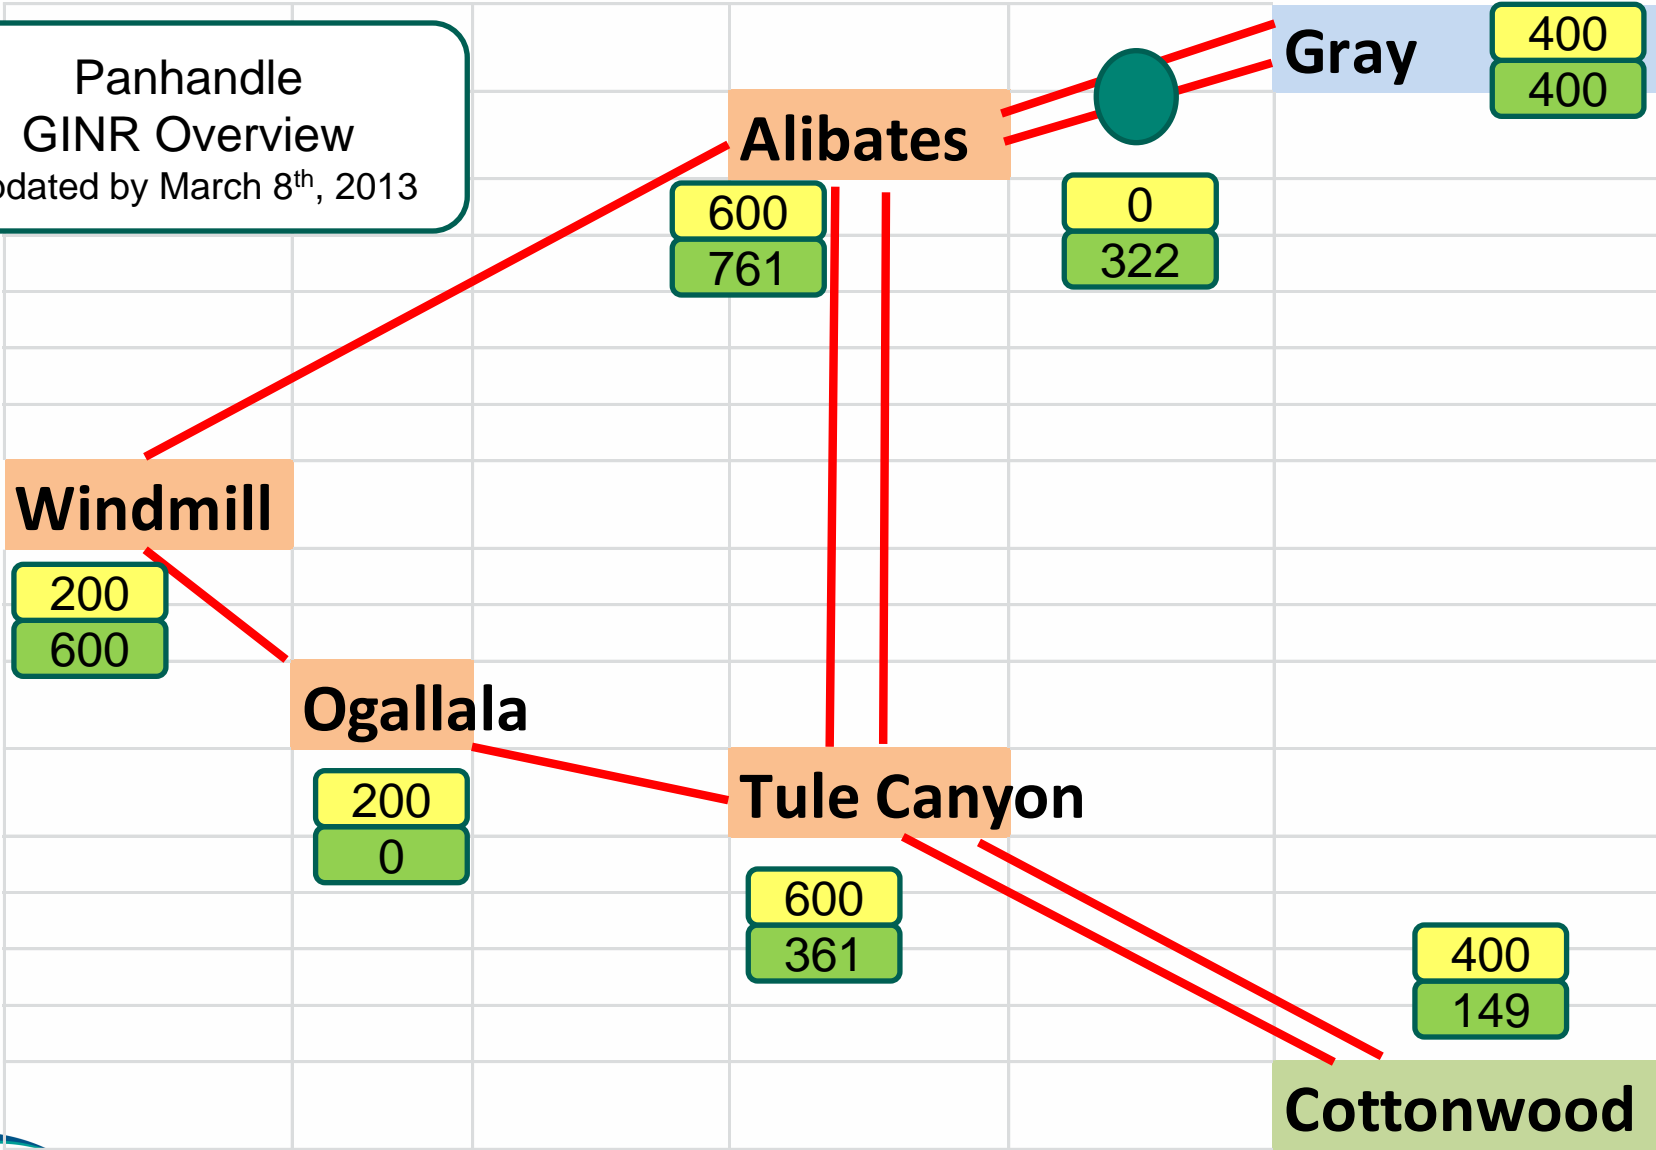 Panhandle
GINR Overview
dated by March 8th, 2013
Gray
400
400
Alibates
600
761
0
322
Windmill
200
600
Ogallala
200
0
Tule Canyon
600
361
400
149
Cottonwood